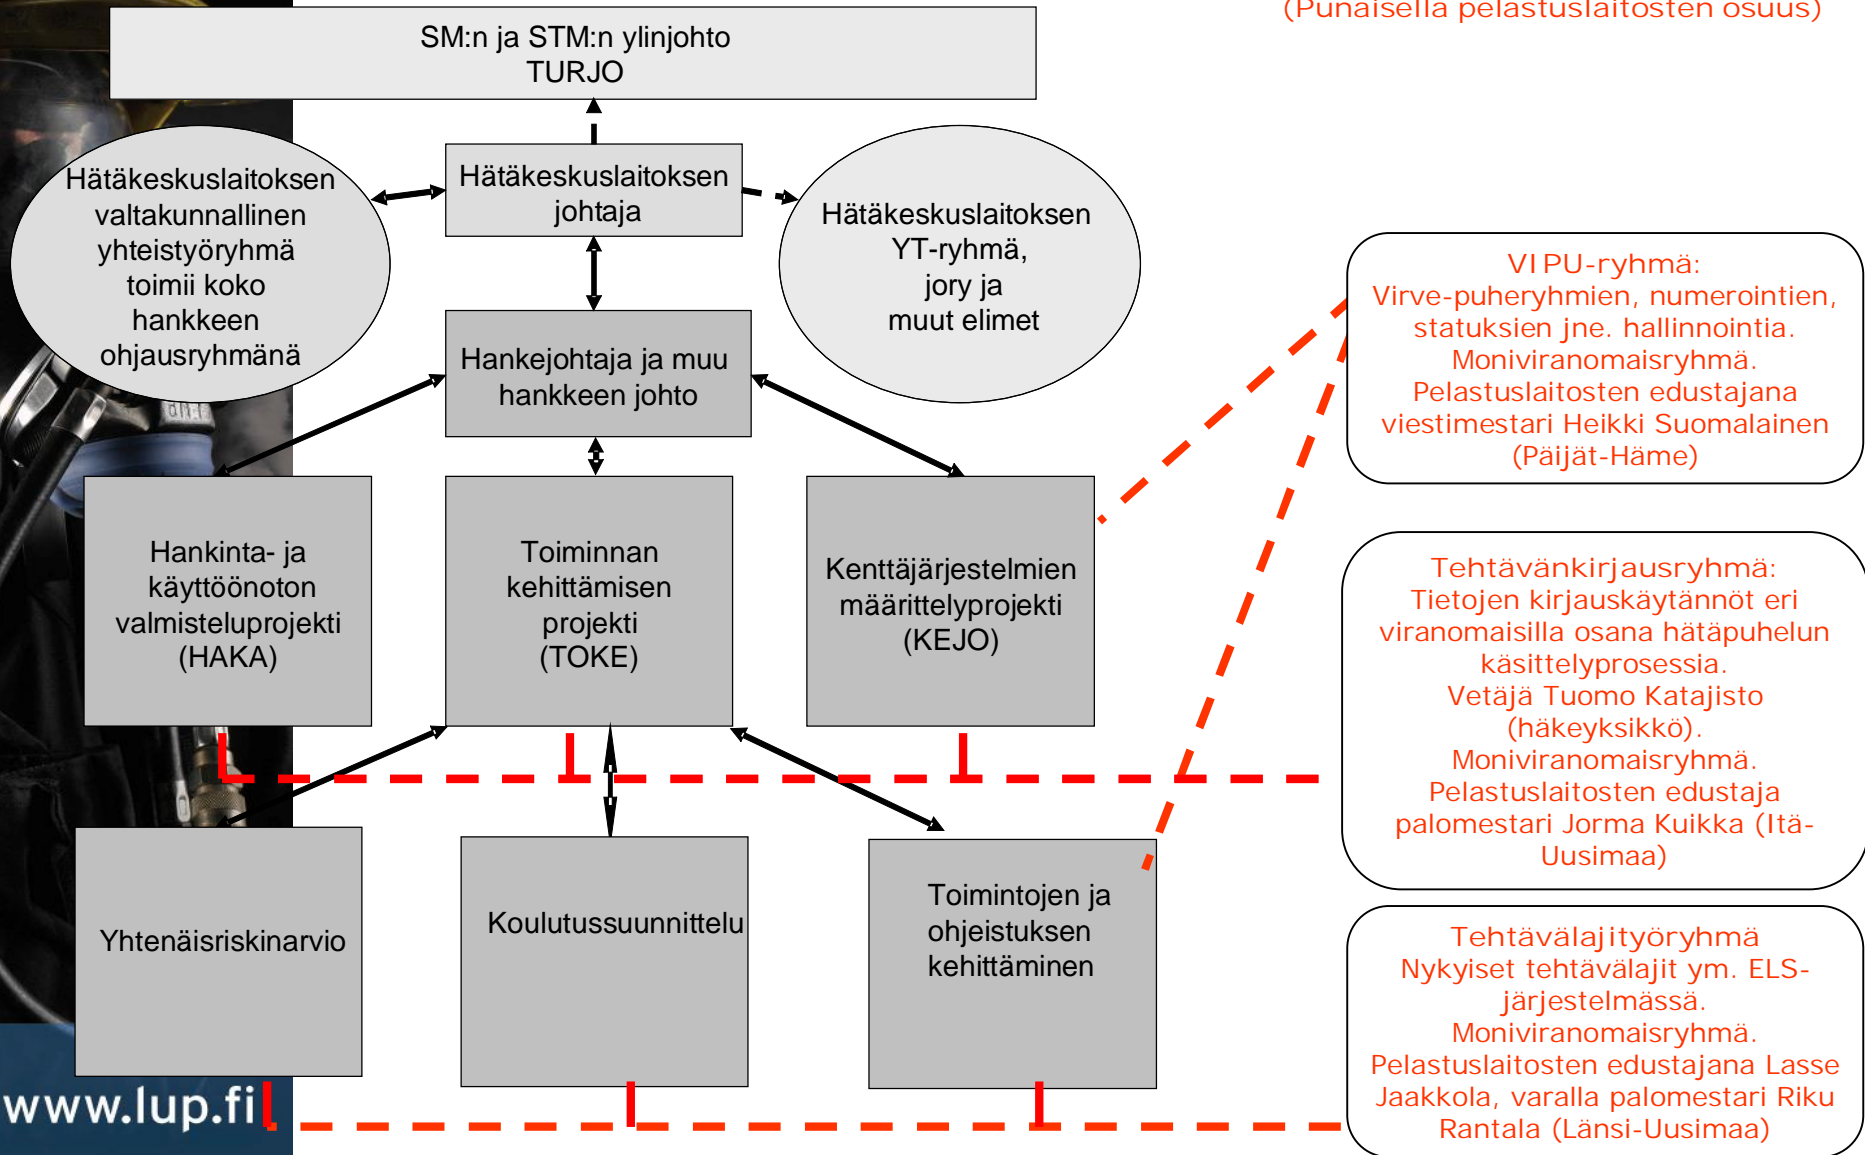 (Punaisella pelastuslaitosten osuus)
SM:n ja STM:n ylinjohto
TURJO
Hätäkeskuslaitoksen
valtakunnallinen
yhteistyöryhmä
toimii koko
hankkeen
ohjausryhmänä
Hätäkeskuslaitoksen
johtaja
Hätäkeskuslaitoksen
YT-ryhmä,
jory ja
muut elimet
Hankejohtaja ja muu
hankkeen johto
Hankinta- ja
käyttöönoton
valmisteluprojekti
(HAKA)
Toiminnan
kehittämisen
projekti
(TOKE)
Kenttäjärjestelmien
määrittelyprojekti
(KEJO)
Yhtenäisriskinarvio
Koulutussuunnittelu
Toimintojen ja
ohjeistuksen
kehittäminen
VIPU-ryhmä:
Virve-puheryhmien, numerointien,
statuksien jne. hallinnointia.
Moniviranomaisryhmä.
Pelastuslaitosten edustajana
viestimestari Heikki Suomalainen
(Päijät-Häme)
Tehtävänkirjausryhmä:
Tietojen kirjauskäytännöt eri
viranomaisilla osana hätäpuhelun
käsittelyprosessia.
Vetäjä Tuomo Katajisto
(häkeyksikkö).
Moniviranomaisryhmä.
Pelastuslaitosten edustaja
palomestari Jorma Kuikka (Itä-
Uusimaa)
Tehtävälajityöryhmä
Nykyiset tehtävälajit ym. ELS-
järjestelmässä.
Moniviranomaisryhmä.
Pelastuslaitosten edustajana Lasse
Jaakkola, varalla palomestari Riku
Rantala (Länsi-Uusimaa)
www.lup.fi